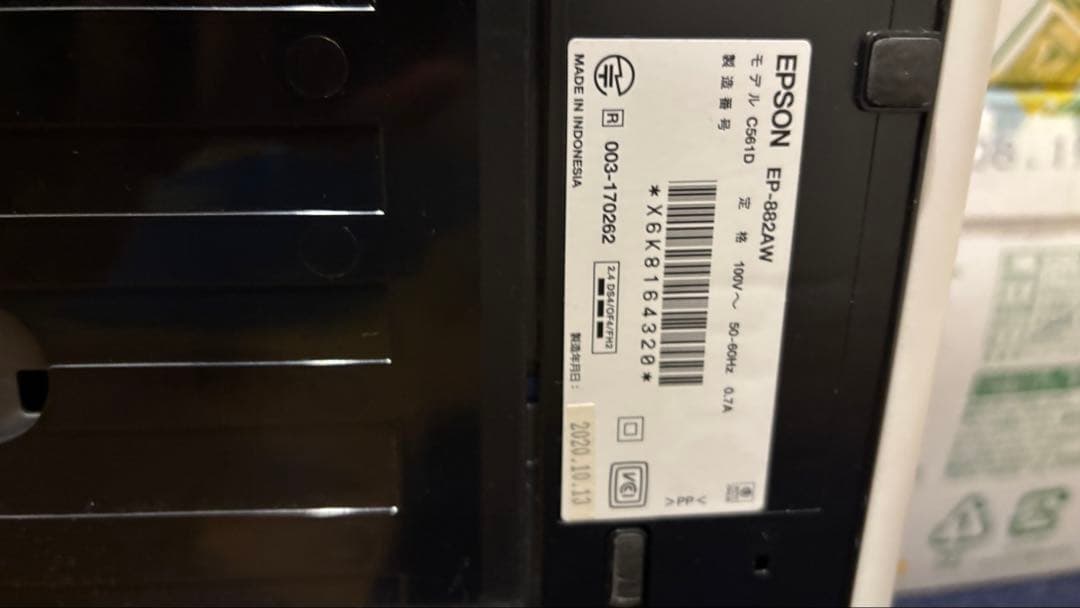 EPSON EP-882AW
モデル C561D 定格 100V～ 50-60Hz 0.7A
製造番号
*X6K8164320*
R 003-170262
2.4 DS4/OF4/FH2
MADE IN INDONESIA
製造年月日：
2020.10.13
VCI
>PP<